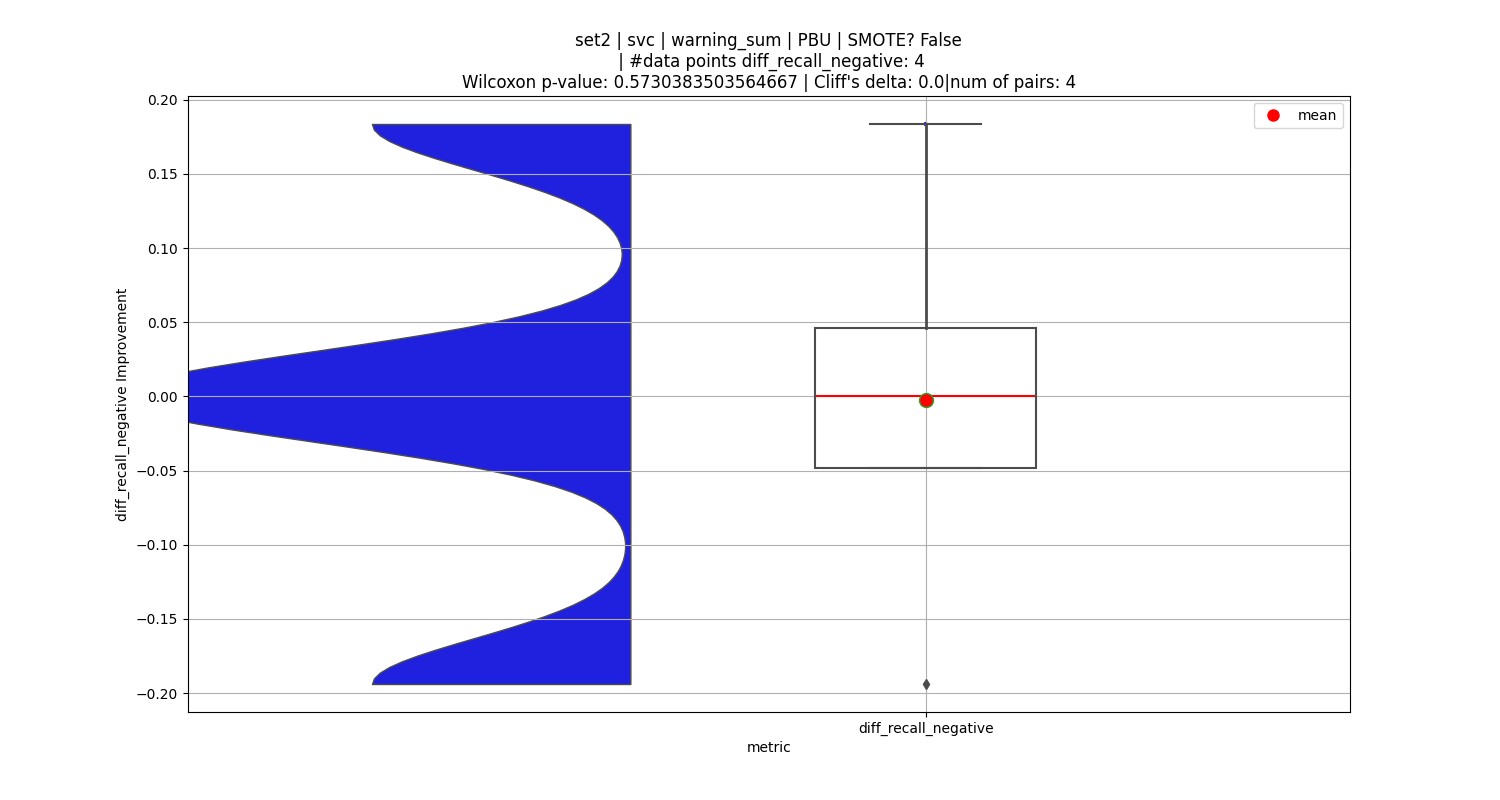 set2 | svc | warning_sum | PBU | SMOTE? False
| #data points diff_recall_negative: 4
Wilcoxon p-value: 0.5730383503564667 | Cliff's delta: 0.0|num of pairs: 4
mean
0.20
0.15
0.10
0.05
0.00
−0.05
−0.10
−0.15
−0.20
diff_recall_negative Improvement
diff_recall_negative
metric